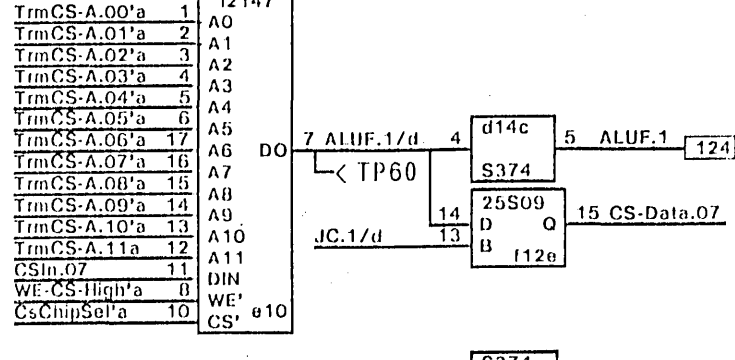 I2147
TrmCS-A.00'a 1 A0
TrmCS-A.01'a 2 A1
TrmCS-A.02'a 3 A2
TrmCS-A.03'a 4 A3
TrmCS-A.04'a 5 A4
TrmCS-A.05'a 6 A5
TrmCS-A.06'a 17 A6
TrmCS-A.07'a 16 A7
TrmCS-A.08'a 15 A8
TrmCS-A.09'a 14 A9
TrmCS-A.10'a 13 A10
TrmCS-A.11a 12 A11
CSIn.07 11 DIN
WE-CS-High'a 8 WE'
CsChipSel'a 10 CS'
e10
DO 7 ALUF.1/d 4
TP60
d14c
S374
5 ALUF.1 124
25S09
14 D Q 15 CS-Data.07
JC.1/d 13 B
f12e
S374